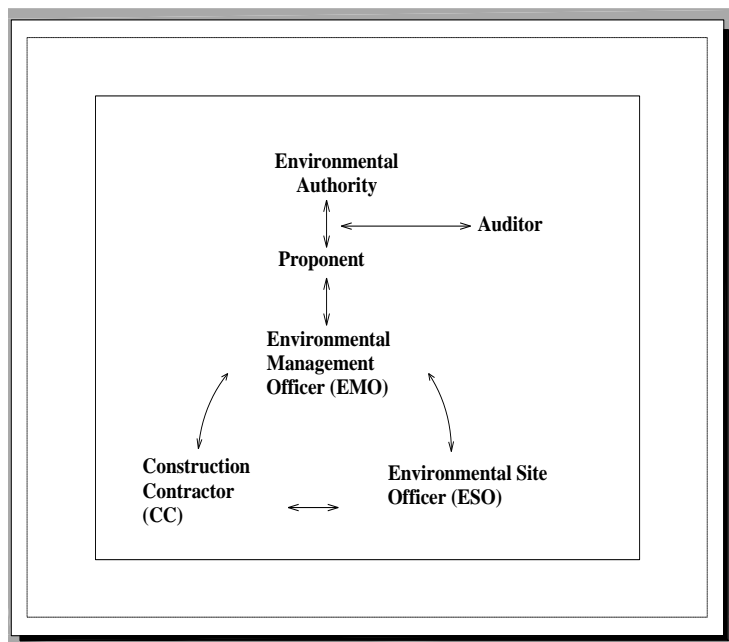 Environmental
Authority
Auditor
Proponent
Environmental
Management
Officer (EMO)
Construction
Contractor
(CC)
Environmental Site
Officer (ESO)